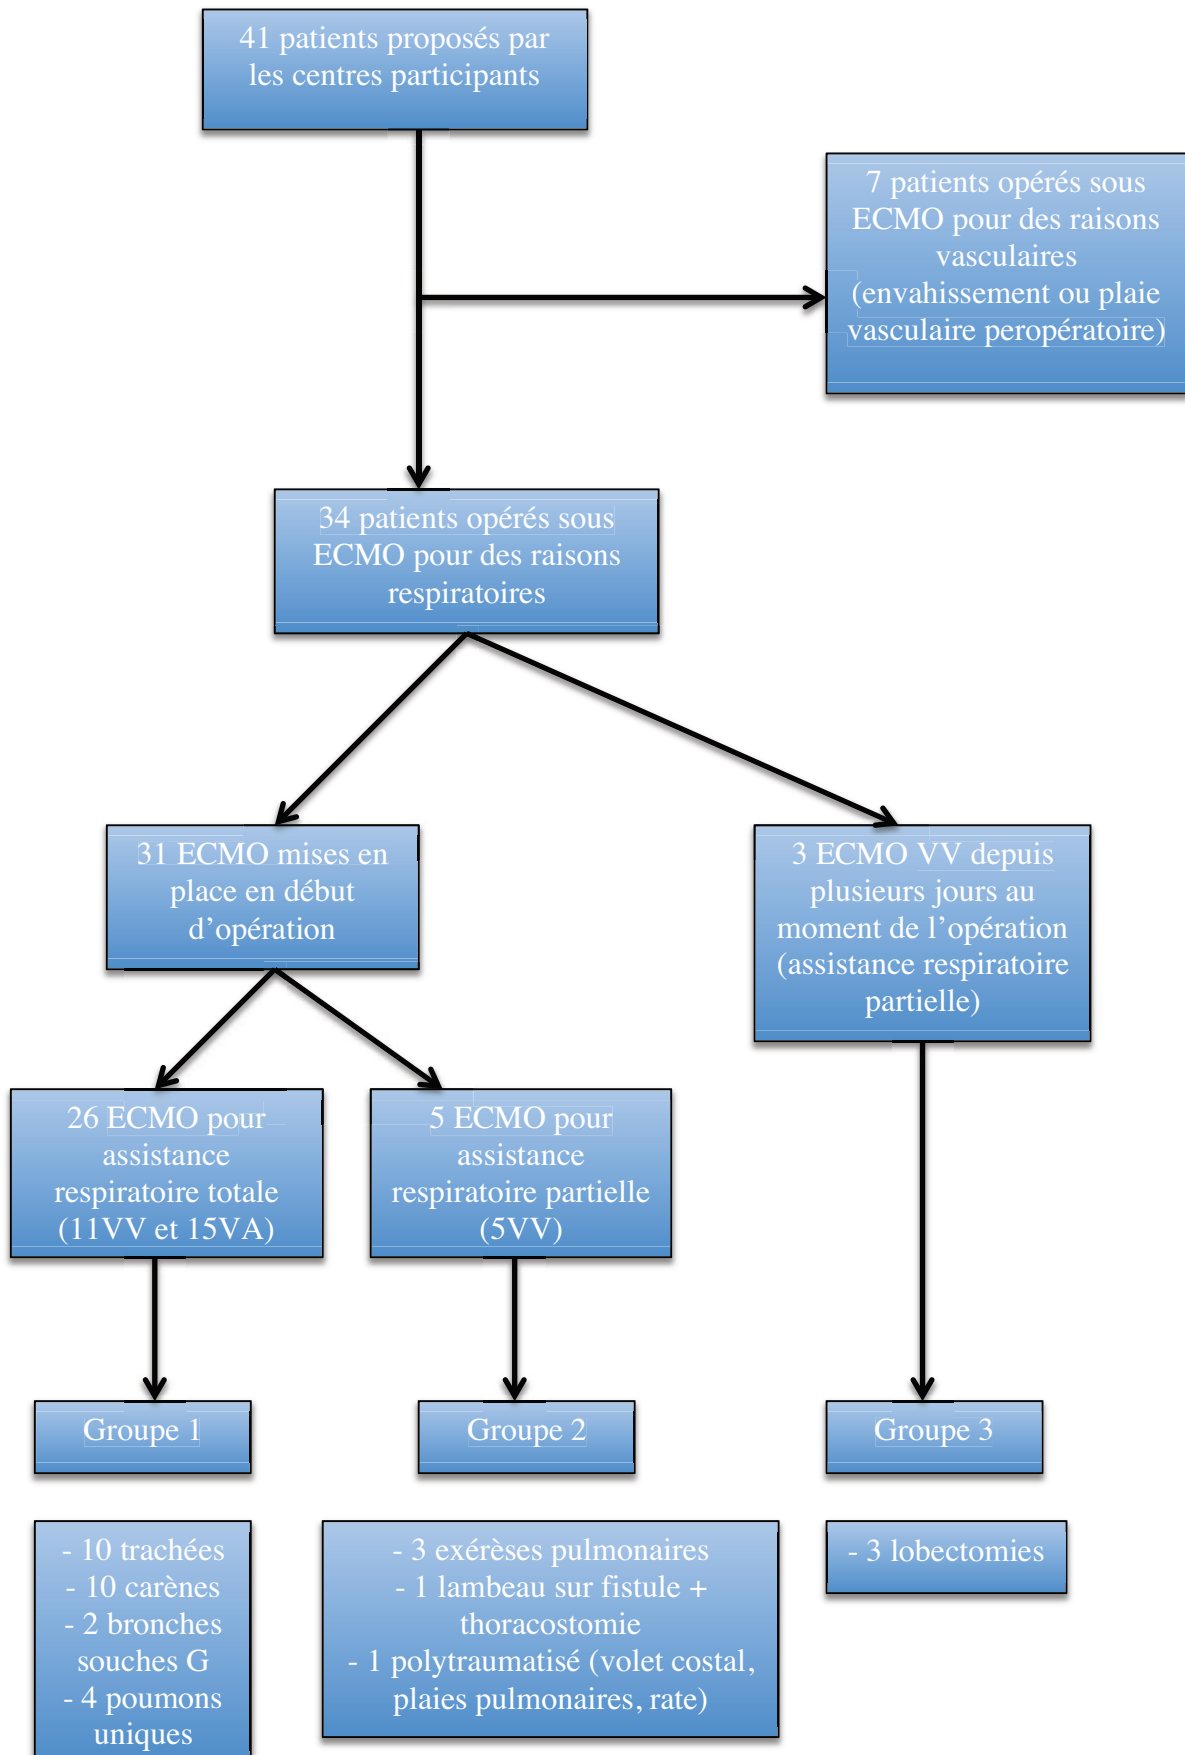 41 patients proposés par
les centres participants
7 patients opérés sous
ECMO pour des raisons
vasculaires
(envahissement ou plaie
vasculaire peropératoire)
34 patients opérés sous
ECMO pour des raisons
respiratoires
31 ECMO mises en
place en début
d’opération
3 ECMO VV depuis
plusieurs jours au
moment de l’opération
(assistance respiratoire
partielle)
26 ECMO pour
assistance
respiratoire totale
(11VV et 15VA)
5 ECMO pour
assistance
respiratoire partielle
(5VV)
Groupe 1
Groupe 2
Groupe 3
- 10 trachées
- 10 carènes
- 2 bronches
souches G
- 4 poumons
uniques
- 3 exérèses pulmonaires
- 1 lambeau sur fistule +
thoracostomie
- 1 polytraumatisé (volet costal,
plaies pulmonaires, rate)
- 3 lobectomies